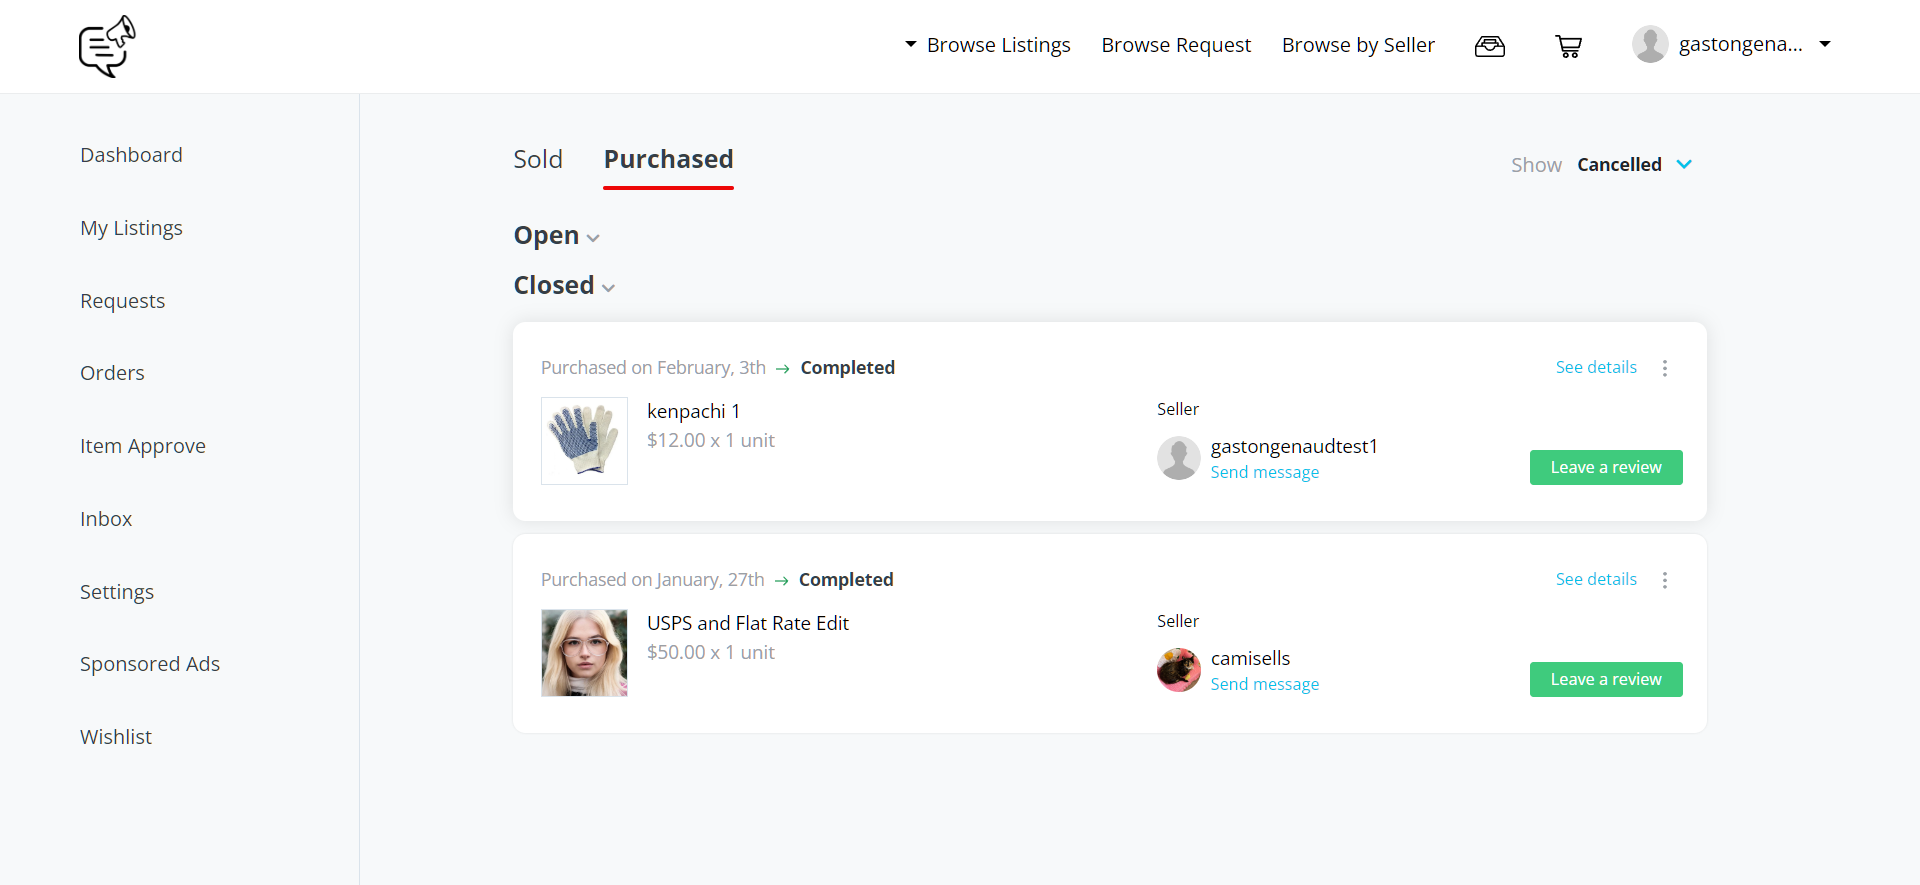 Browse Listings Browse Request Browse by Seller gastongena...
Dashboard
My Listings
Requests
Orders
Item Approve
Inbox
Settings
Sponsored Ads
Wishlist
Sold Purchased
Show Cancelled
Open
Closed
Purchased on February, 3th → Completed
See details
kenpachi 1
$12.00 x 1 unit
Seller
gastongenaudtest1
Send message
Leave a review
Purchased on January, 27th → Completed
See details
USPS and Flat Rate Edit
$50.00 x 1 unit
Seller
camisells
Send message
Leave a review